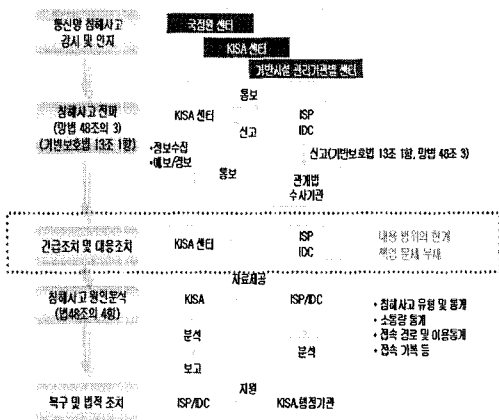 통신망 침해사고
감시 및 인지
국정원 센터
KISA 센터
기반시설 관리기관별 센터
통보
침해사고 전파
(망법 48조의 3)
(기반보호법 13조 1항)
KISA 센터
ISP
IDC
신고
•정보수집
•예보/경보
신고(기반보호법 13조 1항, 망법 48조 3)
통보
관계법
수사기관
긴급조치 및 대응조치
KISA 센터
ISP
IDC
대응 범위의 한계
책임 문제 부재
자료제공
침해사고 원인분석
(법48조의 4항)
KISA
ISP/IDC
• 침해사고 유형 및 통계
• 소통량 통계
• 접속 경로 및 이용통계
• 접속 기록 등
분석
분석
보고
지원
복구 및 법적 조치
ISP/IDC
KISA,행정기관